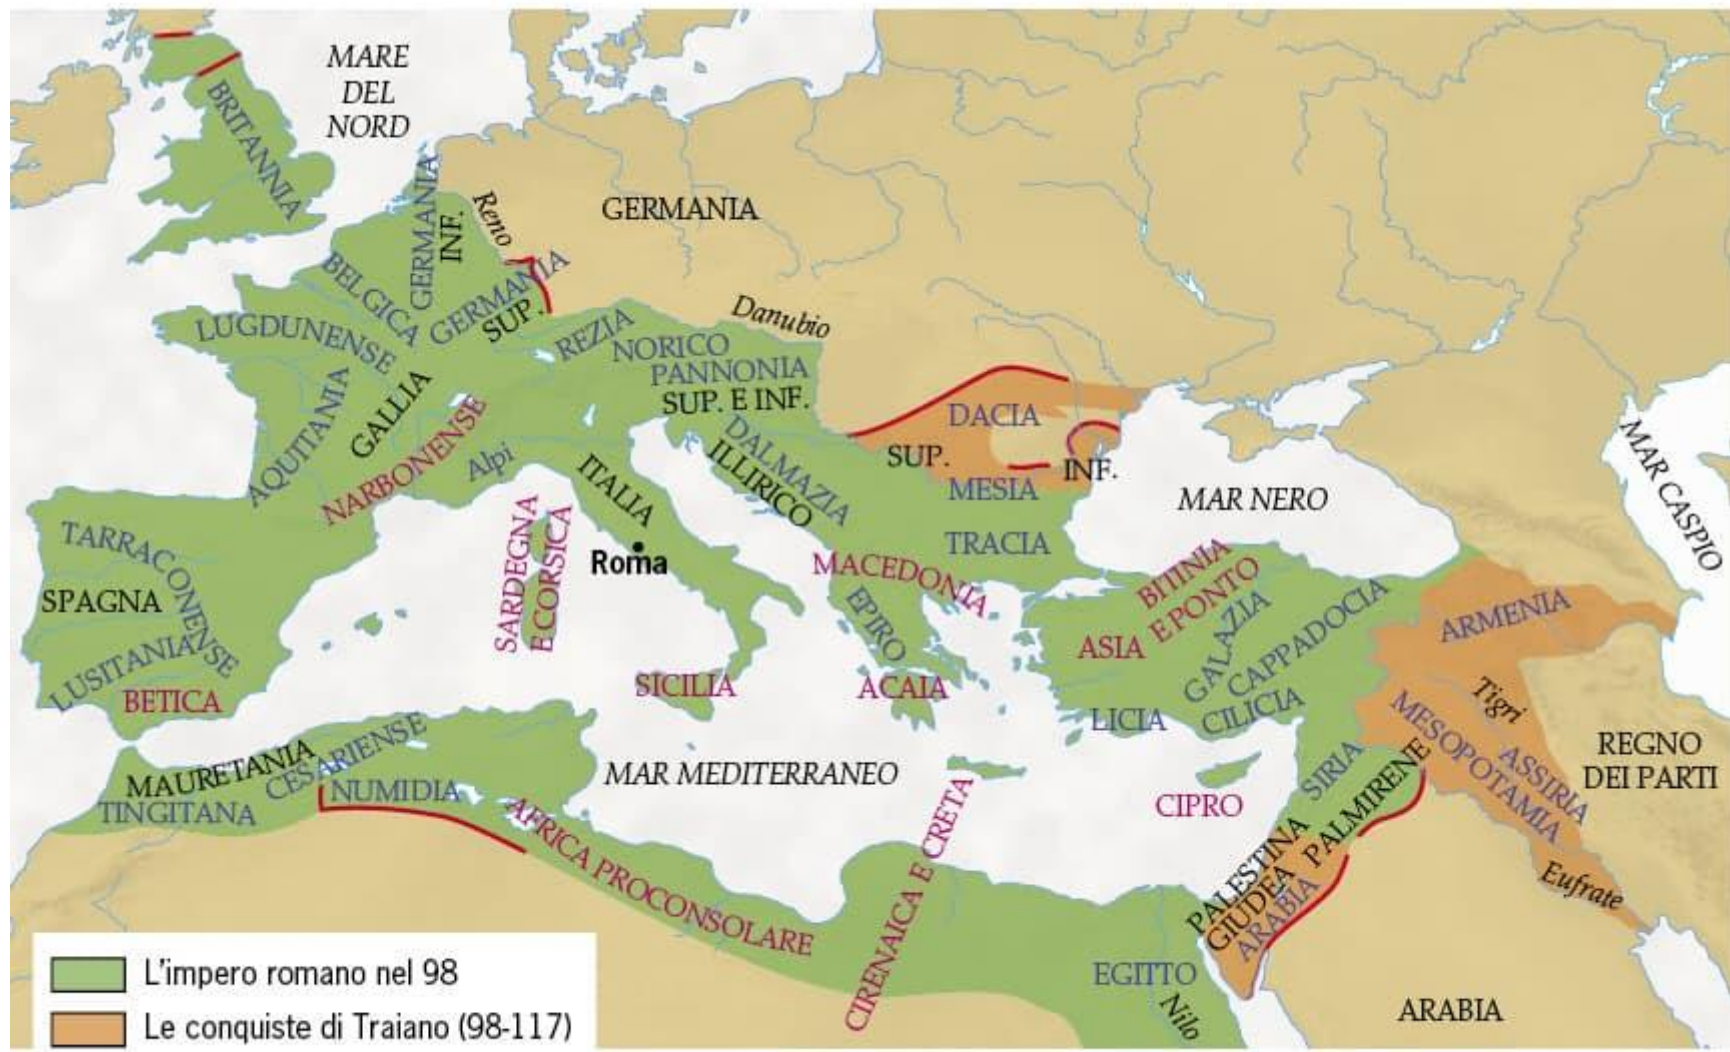 MARE
DEL
NORD
BRITANNIA
GERMANIA
INF.
Reno
GERMANIA
BELGICA
GERMANIA
SUP.
LUGDUNENSE
REZIA
Danubio
NORICO
PANNONIA
SUP. E INF.
AQUITANIA
GALLIA
NARBONENSE
Alpi
DALMAZIA
ILLIRICO
ITALIA
DACIA
SUP.
INF.
MESIA
MAR NERO
MAR CASPIO
TARRACONENSE
SPAGNA
LUSITANIA
BETICA
SARDEGNA
E CORSICA
Roma
TRACIA
MACEDONIA
EPIRO
BITINIA
E PONTO
ASIA
GALAZIA
CAPPADOCIA
ARMENIA
SICILIA
ACAIA
LICIA
CILICIA
Tigri
MESOPOTAMIA
ASSIRIA
REGNO
DEI PARTI
MAURETANIA
CESARIENSE
TINGITANA
NUMIDIA
MAR MEDITERRANEO
CIPRO
SIRIA
PALMIRENE
AFRICA PROCONSOLARE
CIRENAICA E CRETA
PALESTINA
GIUDEA
ARABIA
Eufrate
EGITTO
Nilo
ARABIA
L'impero romano nel 98
Le conquiste di Traiano (98-117)